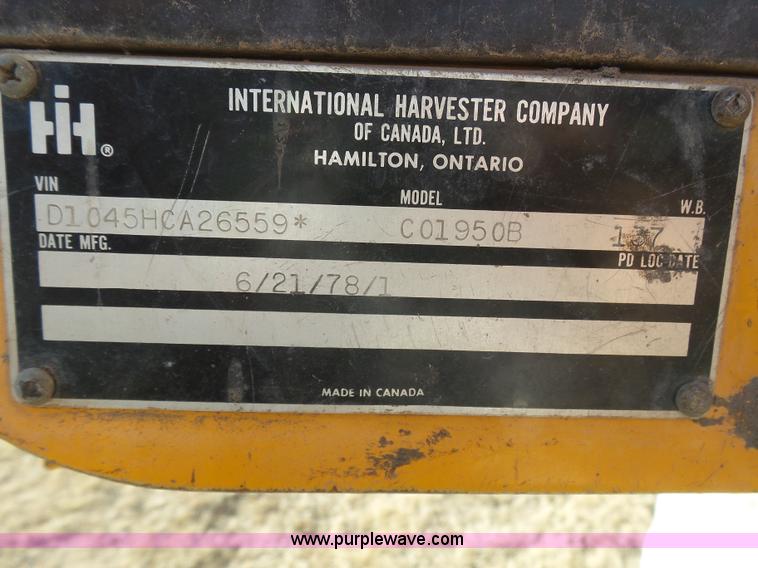 IH®
INTERNATIONAL HARVESTER COMPANY
OF CANADA, LTD.
HAMILTON, ONTARIO
VIN MODEL W.B.
D1045HCA26559* CO1950B
DATE MFG. PD LOC DATE
6/21/78/1
MADE IN CANADA
www.purplewave.com